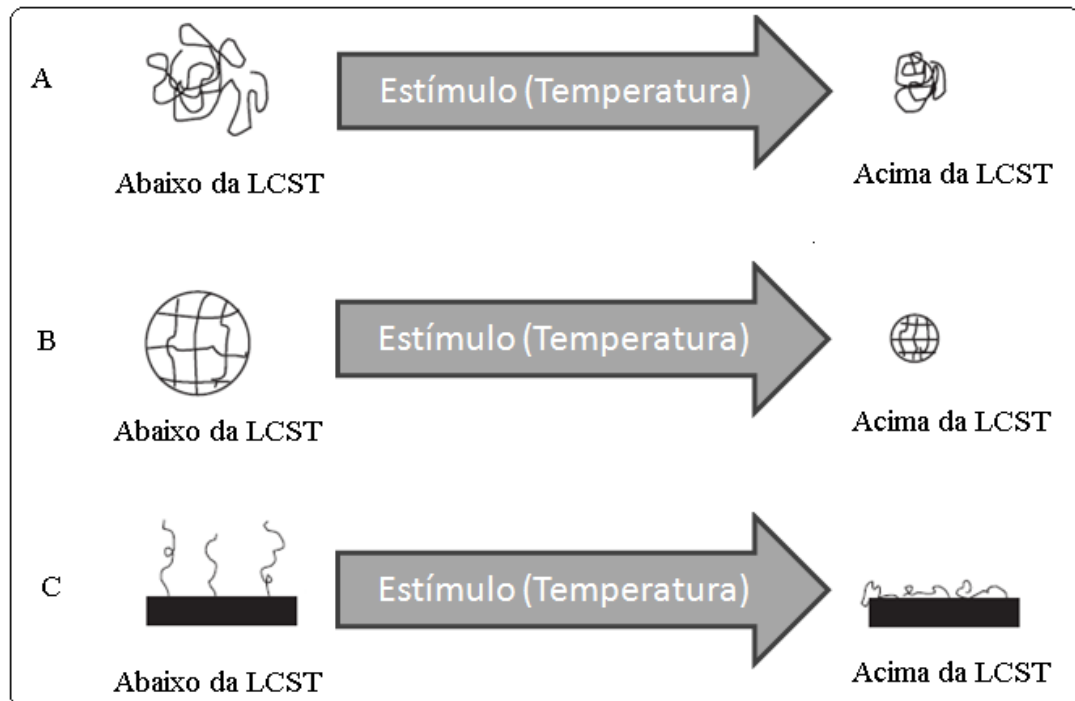 A
Estímulo (Temperatura)
Abaixo da LCST
Acima da LCST
B
Estímulo (Temperatura)
Abaixo da LCST
Acima da LCST
C
Estímulo (Temperatura)
Abaixo da LCST
Acima da LCST